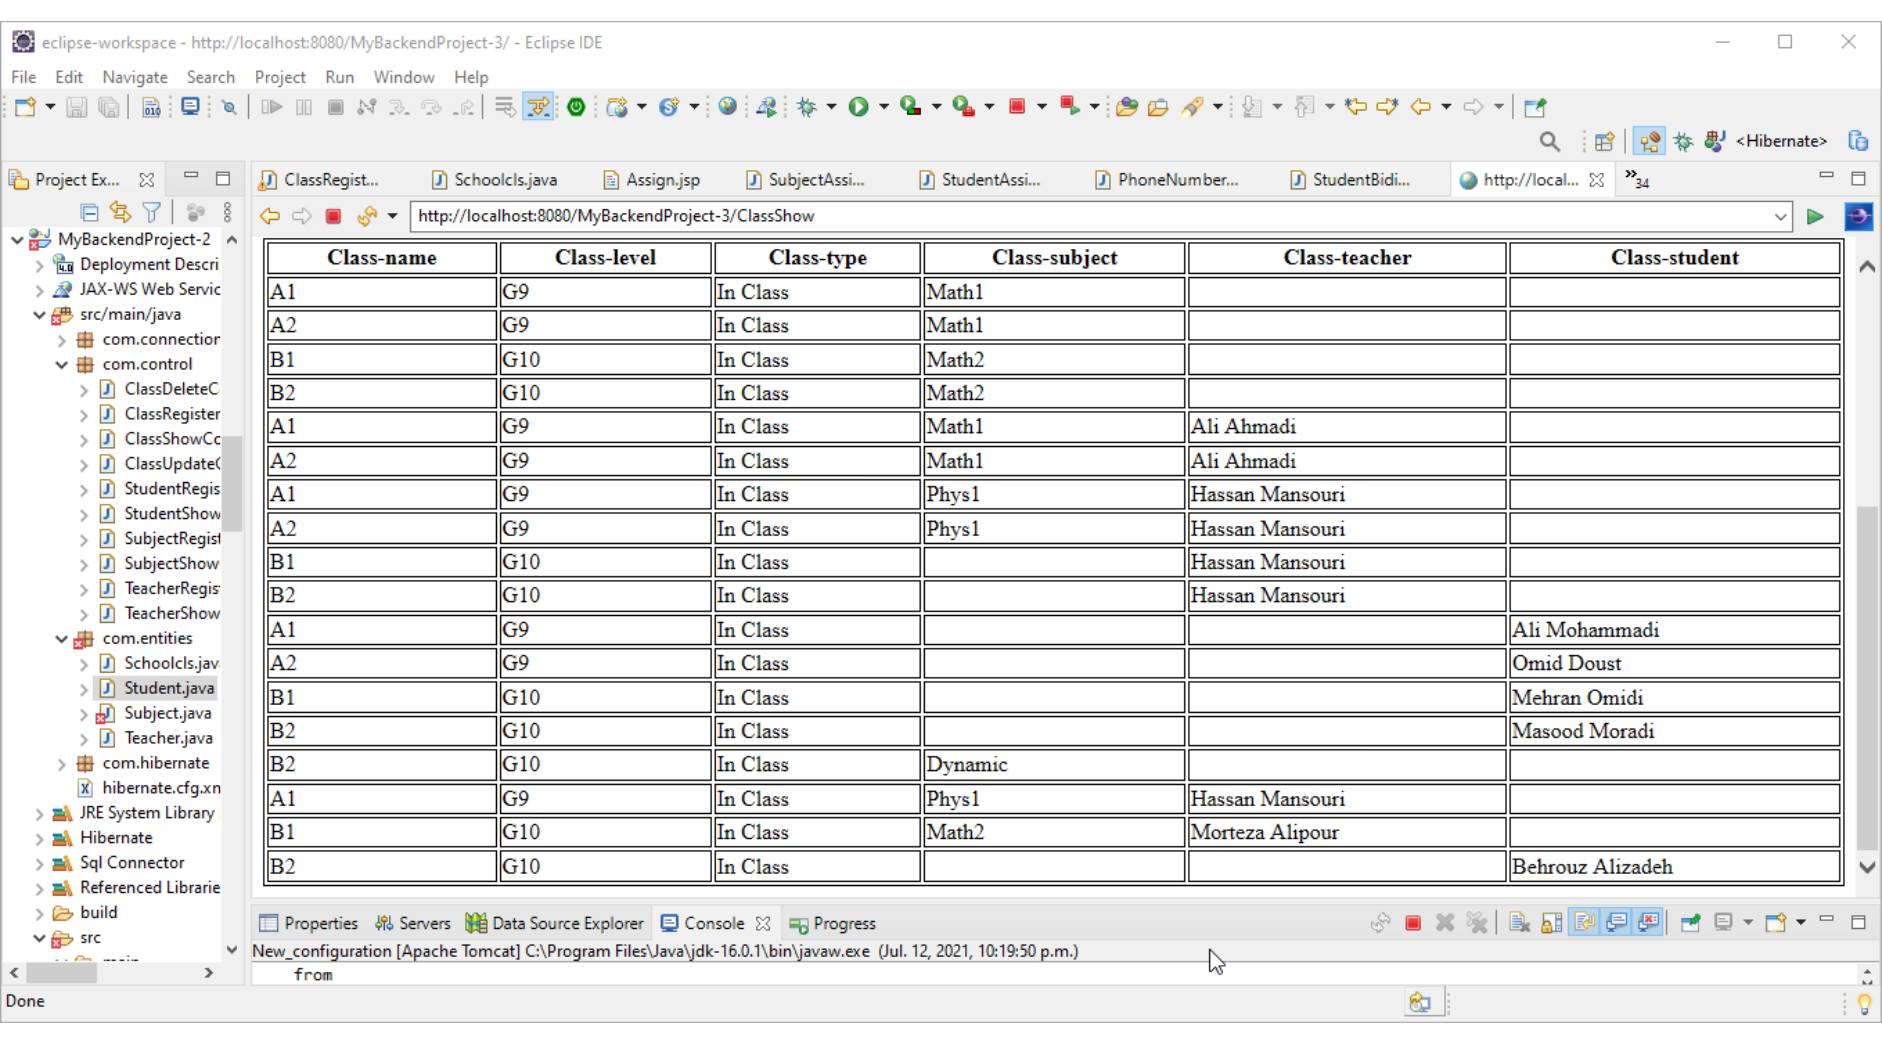 eclipse-workspace - http://localhost:8080/MyBackendProject-3/ - Eclipse IDE
File Edit Navigate Search Project Run Window Help
<Hibernate>
Project Ex...
ClassRegist... Schoolcls.java Assign.jsp SubjectAssi... StudentAssi... PhoneNumber... StudentBidi... http://local... »34
http://localhost:8080/MyBackendProject-3/ClassShow
MyBackendProject-2
Deployment Descri
JAX-WS Web Servic
src/main/java
com.connection
com.control
ClassDeleteC
ClassRegister
ClassShowCc
ClassUpdateC
StudentRegis
StudentShow
SubjectRegist
SubjectShow
TeacherRegis
TeacherShow
com.entities
Schoolcls.jav
Student.java
Subject.java
Teacher.java
com.hibernate
hibernate.cfg.xn
JRE System Library
Hibernate
Sql Connector
Referenced Librarie
build
src
main
Class-name Class-level Class-type Class-subject Class-teacher Class-student
A1 G9 In Class Math1
A2 G9 In Class Math1
B1 G10 In Class Math2
B2 G10 In Class Math2
A1 G9 In Class Math1 Ali Ahmadi
A2 G9 In Class Math1 Ali Ahmadi
A1 G9 In Class Phys1 Hassan Mansouri
A2 G9 In Class Phys1 Hassan Mansouri
B1 G10 In Class Hassan Mansouri
B2 G10 In Class Hassan Mansouri
A1 G9 In Class Ali Mohammadi
A2 G9 In Class Omid Doust
B1 G10 In Class Mehran Omidi
B2 G10 In Class Masood Moradi
B2 G10 In Class Dynamic
A1 G9 In Class Phys1 Hassan Mansouri
B1 G10 In Class Math2 Morteza Alipour
B2 G10 In Class Behrouz Alizadeh
Properties Servers Data Source Explorer Console Progress
New_configuration [Apache Tomcat] C:\Program Files\Java\jdk-16.0.1\bin\javaw.exe (Jul. 12, 2021, 10:19:50 p.m.)
from
Done